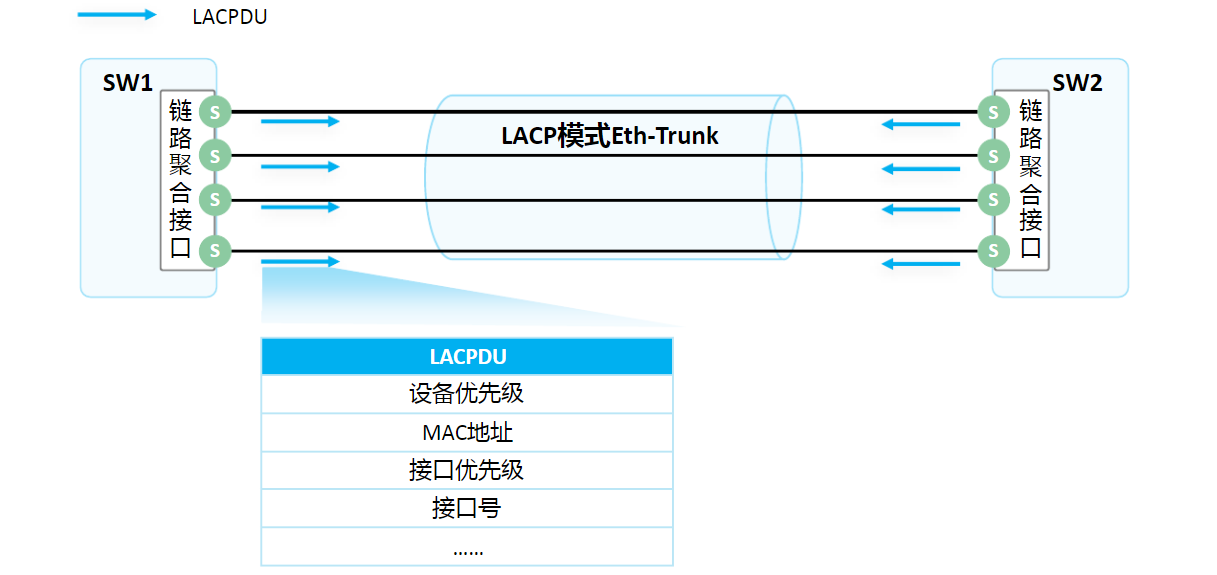 LACPDU
SW1
SW2
链路聚合接口
S
S
S
S
LACP模式Eth-Trunk
S
S
S
S
链路聚合接口
LACPDU
设备优先级
MAC地址
接口优先级
接口号
......